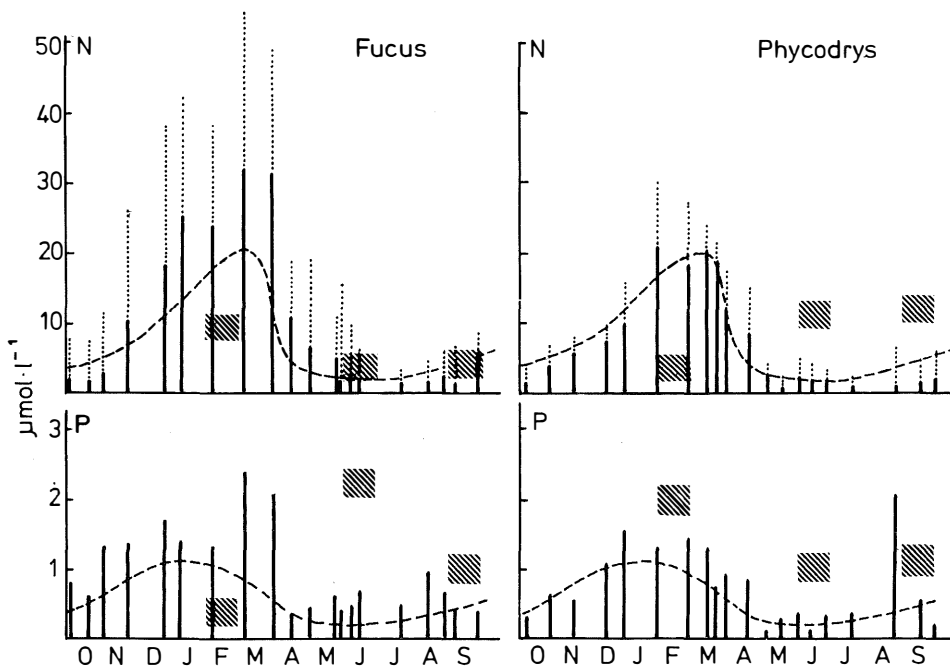 50 N
Fucus
40
30
20
10
N
Phycodrys
µmol·l⁻¹
P
3
2
1
P
O N D J F M A M J J A S
O N D J F M A M J J A S